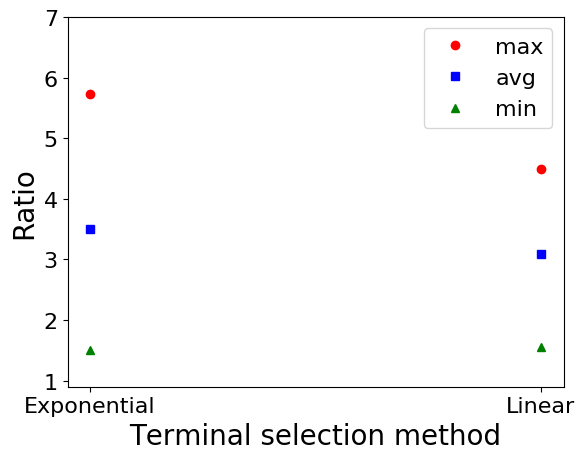 7
6
5
4
3
2
1
Ratio
max
avg
min
Exponential
Linear
Terminal selection method